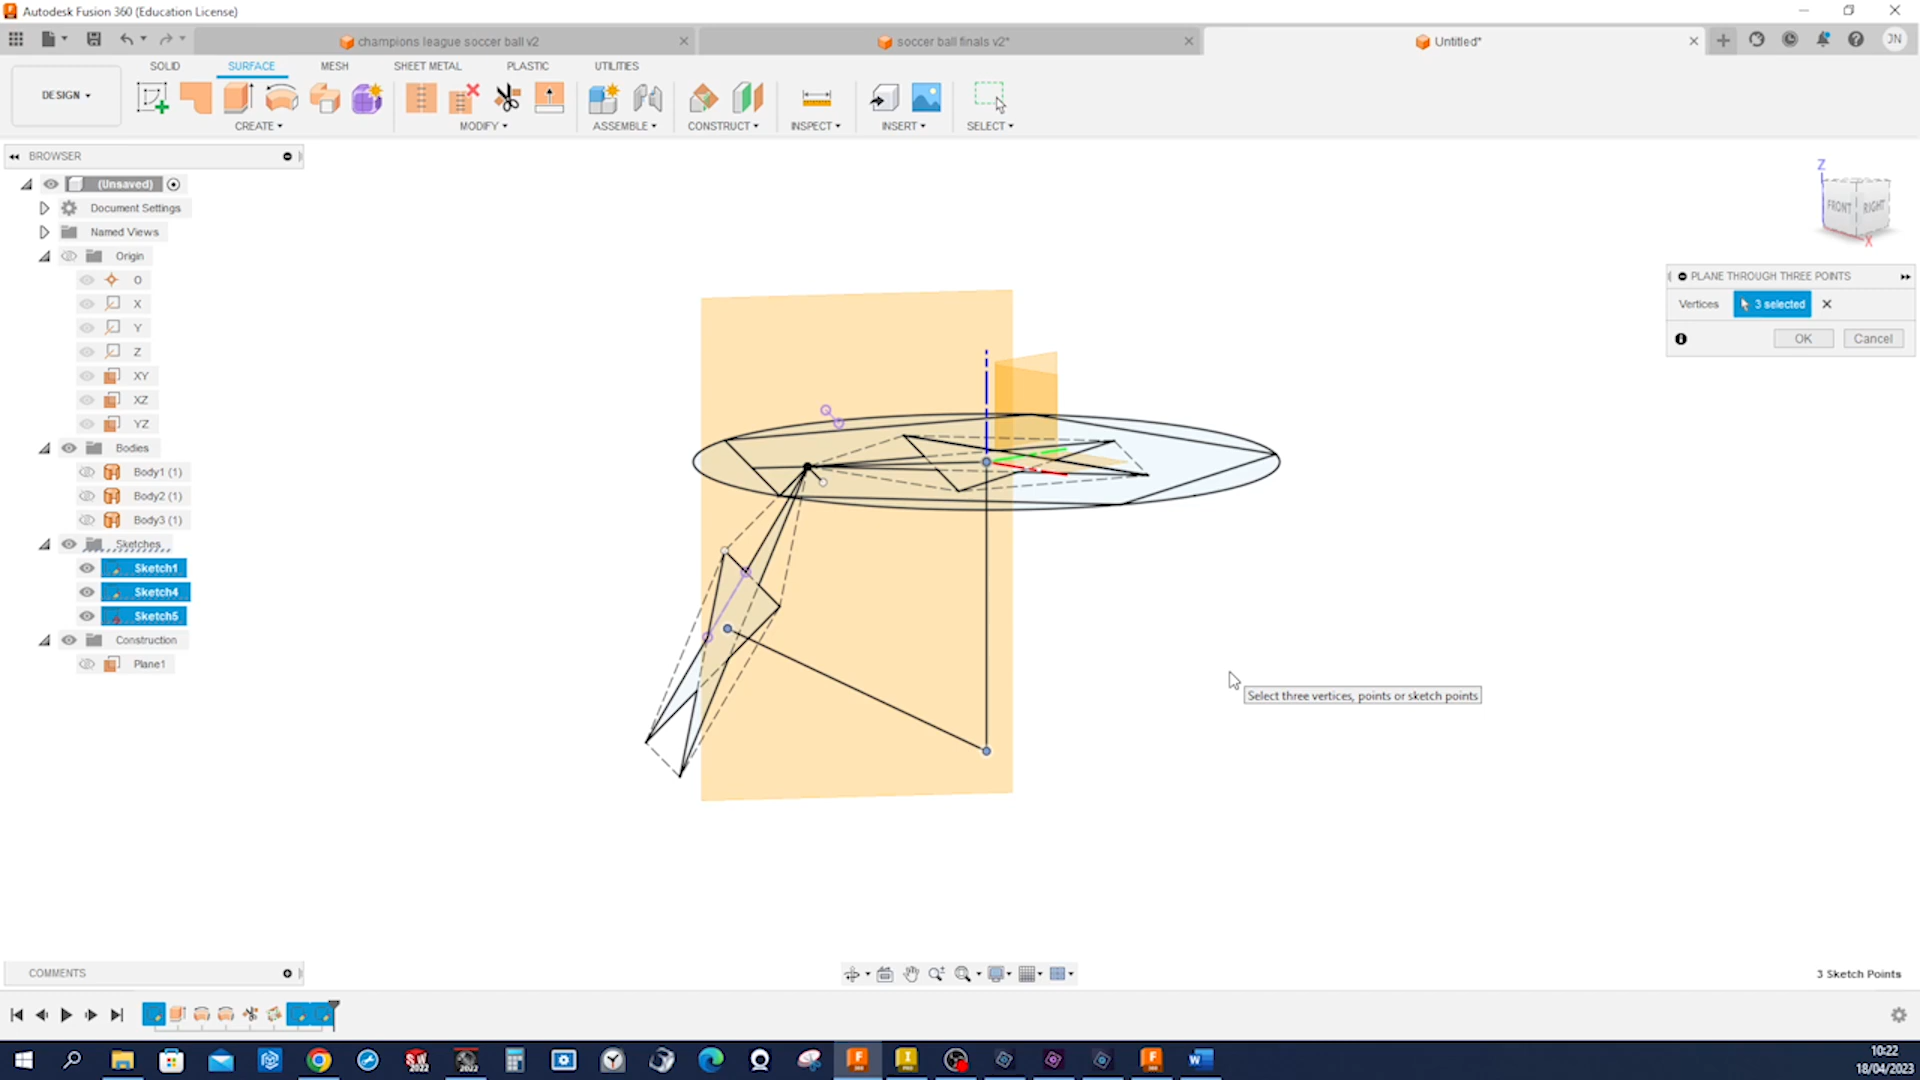 Autodesk Fusion 360 (Education License)
champions league soccer ball v2
soccer ball finals v2*
Untitled*
JN
DESIGN
SOLID
SURFACE
MESH
SHEET METAL
PLASTIC
UTILITIES
CREATE
MODIFY
ASSEMBLE
CONSTRUCT
INSPECT
INSERT
SELECT
BROWSER
(Unsaved)
Document Settings
Named Views
Origin
O
X
Y
Z
XY
XZ
YZ
Bodies
Body1 (1)
Body2 (1)
Body3 (1)
Sketches
Sketch1
Sketch4
Sketch5
Construction
Plane1
Z
FRONT
RIGHT
X
PLANE THROUGH THREE POINTS
Vertices
3 selected
OK
Cancel
Select three vertices, points or sketch points
COMMENTS
3 Sketch Points
10:22
18/04/2023